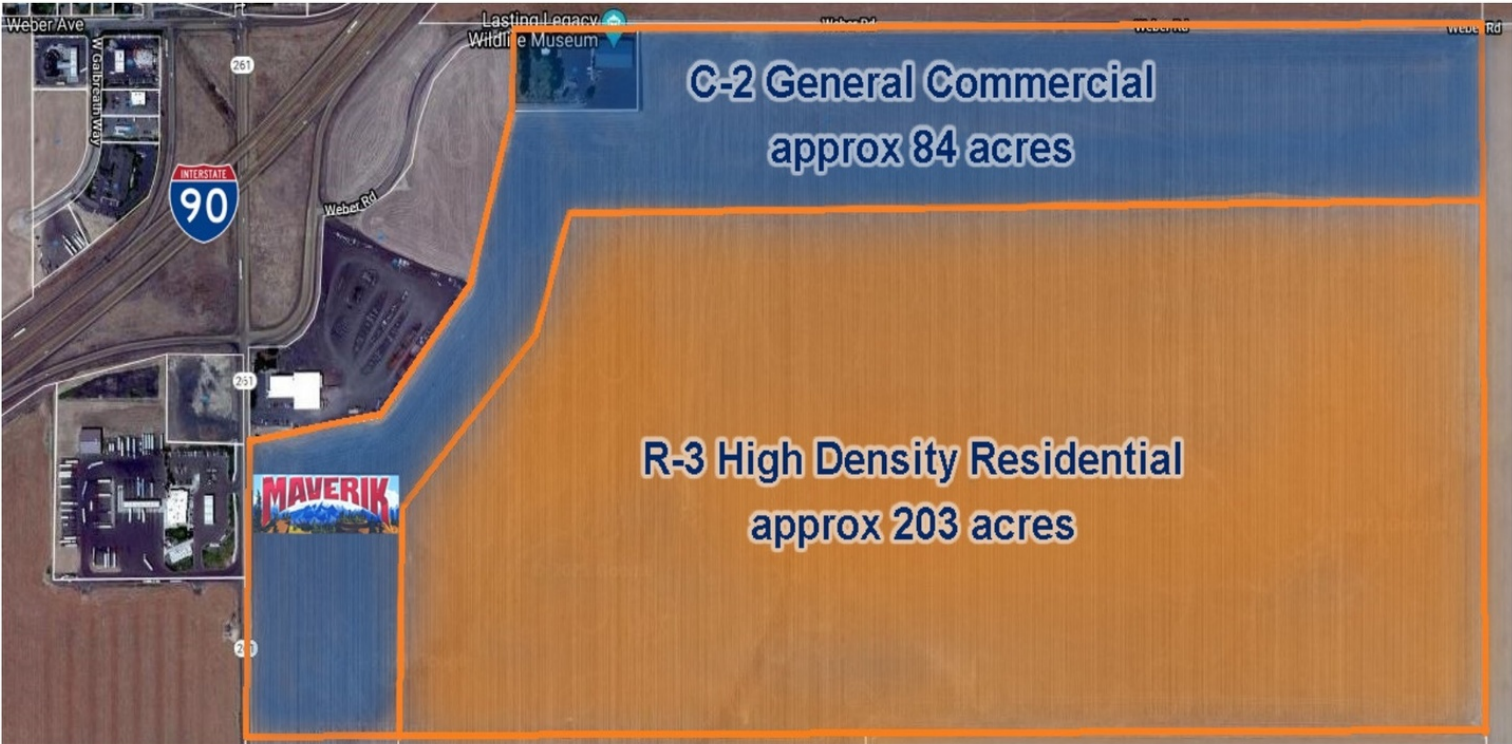 Weber Ave
W Galbreath Way
261
Lasting Legacy
Wildlife Museum
Weber Rd
Weber Rd
Weber Rd
C-2 General Commercial
approx 84 acres
INTERSTATE
90
Weber Rd
261
MAVERIK
R-3 High Density Residential
approx 203 acres
261